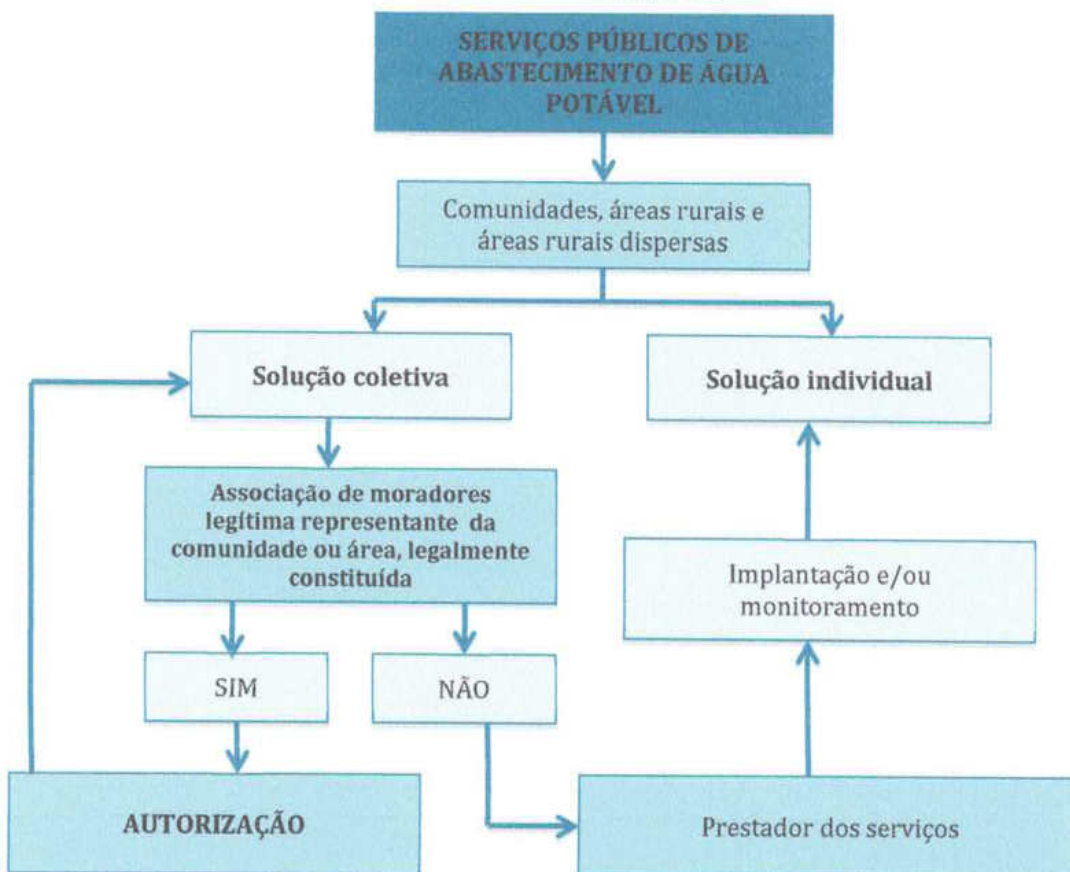 SERVIÇOS PÚBLICOS DE
ABASTECIMENTO DE ÁGUA
POTÁVEL
Comunidades, áreas rurais e
áreas rurais dispersas
Solução coletiva
Solução individual
Associação de moradores
legítima representante da
comunidade ou área, legalmente
constituída
Implantação e/ou
monitoramento
SIM
NÃO
AUTORIZAÇÃO
Prestador dos serviços